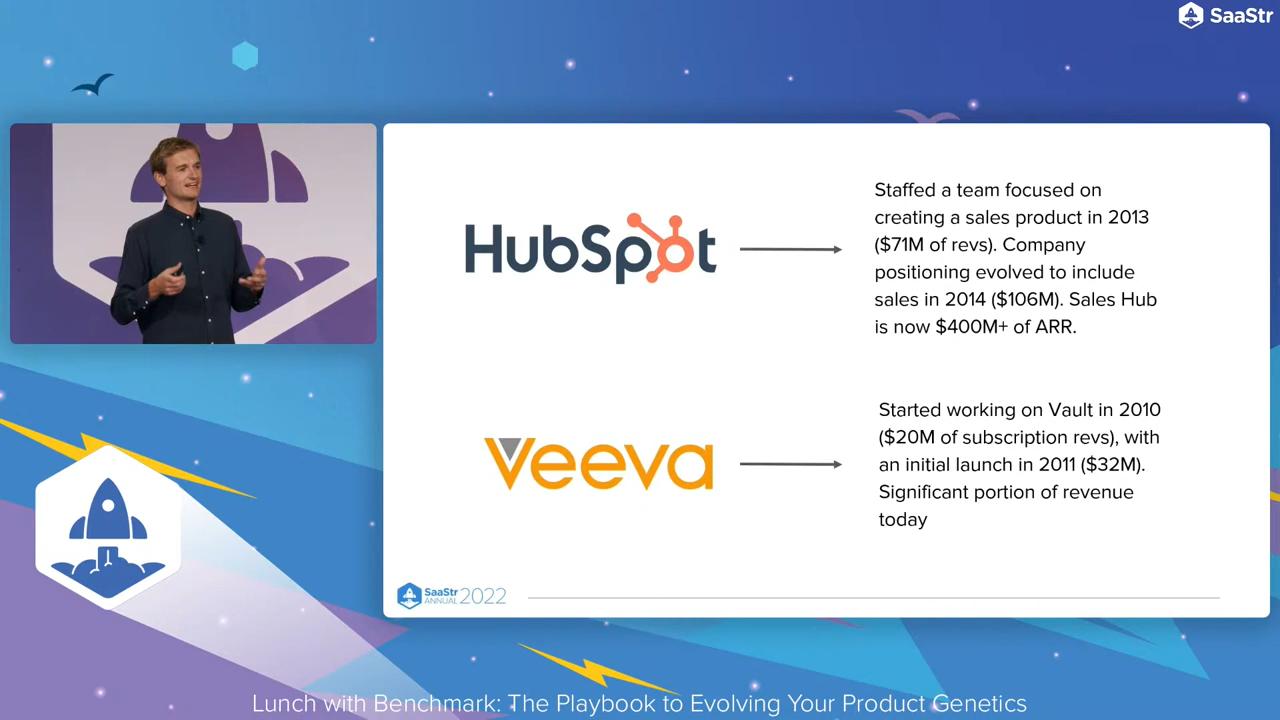 SaaStr
HubSpot
Staffed a team focused on
creating a sales product in 2013
($71M of revs). Company
positioning evolved to include
sales in 2014 ($106M). Sales Hub
is now $400M+ of ARR.
Veeva
Started working on Vault in 2010
($20M of subscription revs), with
an initial launch in 2011 ($32M).
Significant portion of revenue
today
SaaStr
ANNUAL 2022
Lunch with Benchmark: The Playbook to Evolving Your Product Genetics